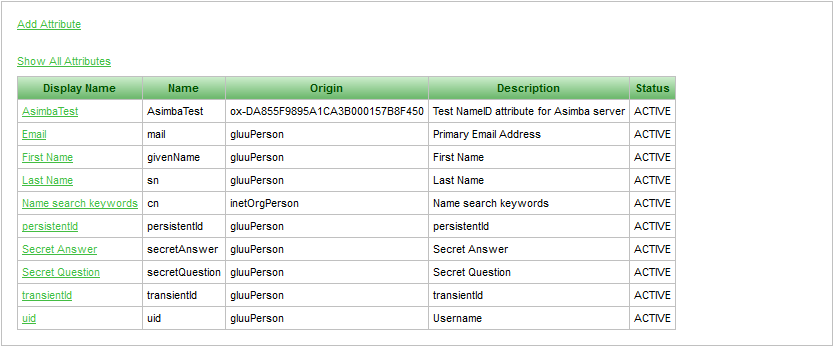 Add Attribute
Show All Attributes
Display Name Name Origin Description Status
AsimbaTest AsimbaTest ox-DA855F9895A1CA3B000157B8F450 Test NameID attribute for Asimba server ACTIVE
Email mail gluuPerson Primary Email Address ACTIVE
First Name givenName gluuPerson First Name ACTIVE
Last Name sn gluuPerson Last Name ACTIVE
Name search keywords cn inetOrgPerson Name search keywords ACTIVE
persistentId persistentId gluuPerson persistentId ACTIVE
Secret Answer secretAnswer gluuPerson Secret Answer ACTIVE
Secret Question secretQuestion gluuPerson Secret Question ACTIVE
transientId transientId gluuPerson transientId ACTIVE
uid uid gluuPerson Username ACTIVE